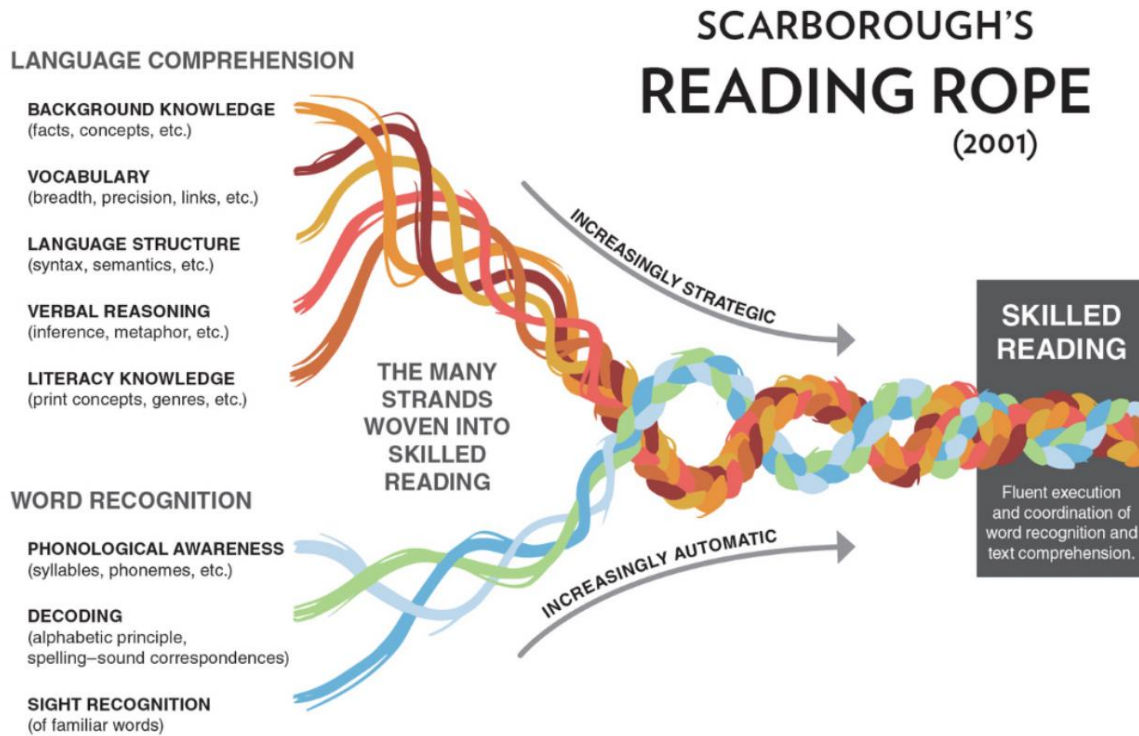 SCARBOROUGH'S
READING ROPE
(2001)
LANGUAGE COMPREHENSION
BACKGROUND KNOWLEDGE
(facts, concepts, etc.)
VOCABULARY
(breadth, precision, links, etc.)
LANGUAGE STRUCTURE
(syntax, semantics, etc.)
VERBAL REASONING
(inference, metaphor, etc.)
LITERACY KNOWLEDGE
(print concepts, genres, etc.)
WORD RECOGNITION
PHONOLOGICAL AWARENESS
(syllables, phonemes, etc.)
DECODING
(alphabetic principle,
spelling–sound correspondences)
SIGHT RECOGNITION
(of familiar words)
THE MANY
STRANDS
WOVEN INTO
SKILLED
READING
INCREASINGLY STRATEGIC
INCREASINGLY AUTOMATIC
SKILLED
READING
Fluent execution
and coordination of
word recognition and
text comprehension.